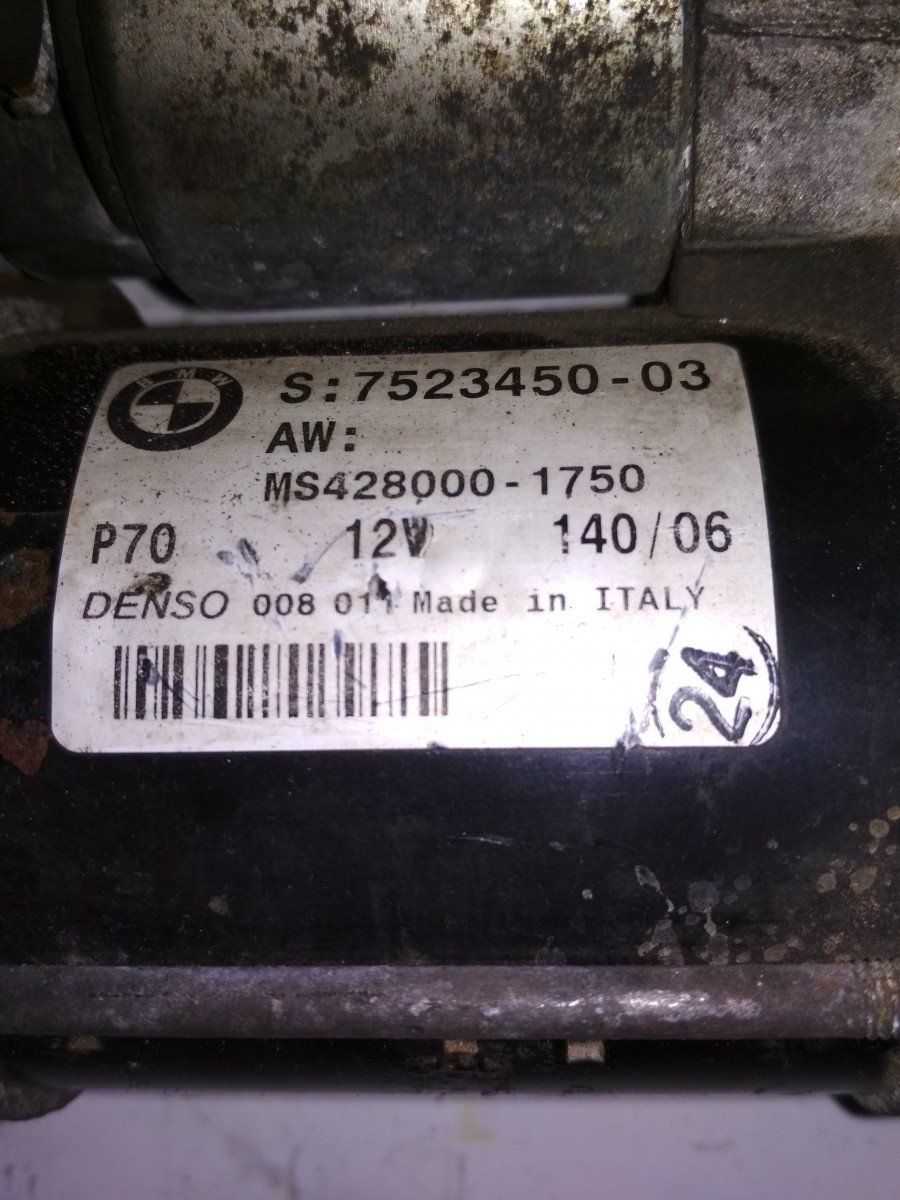 BMW
S:7523450-03
AW:
MS428000-1750
P70 12V 140/06
DENSO 008 011 Made in ITALY
24